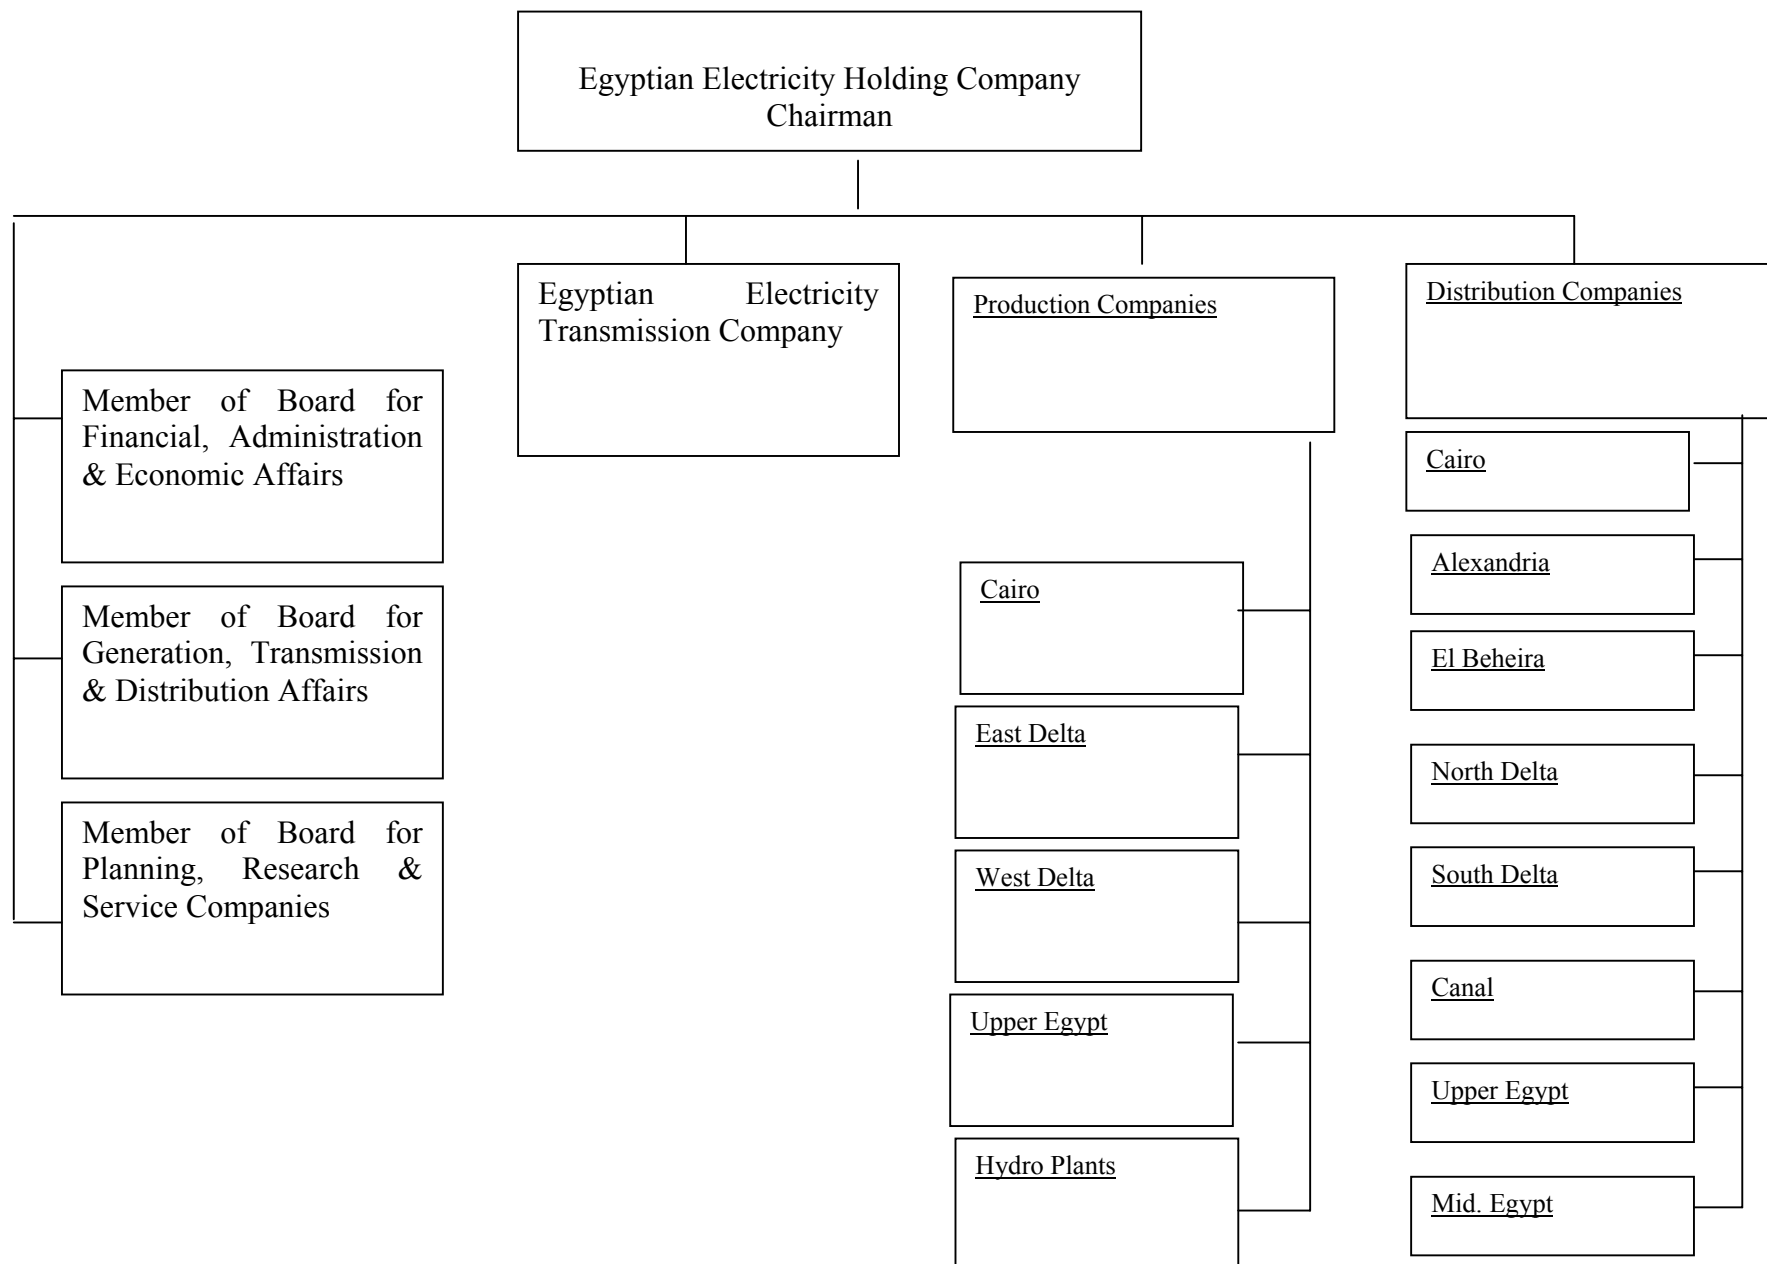 Egyptian Electricity Holding Company
Chairman
Egyptian Electricity
Transmission Company
Production Companies
Distribution Companies
Member of Board for
Financial, Administration
& Economic Affairs
Member of Board for
Generation, Transmission
& Distribution Affairs
Member of Board for
Planning, Research &
Service Companies
Cairo
East Delta
West Delta
Upper Egypt
Hydro Plants
Cairo
Alexandria
El Beheira
North Delta
South Delta
Canal
Upper Egypt
Mid. Egypt